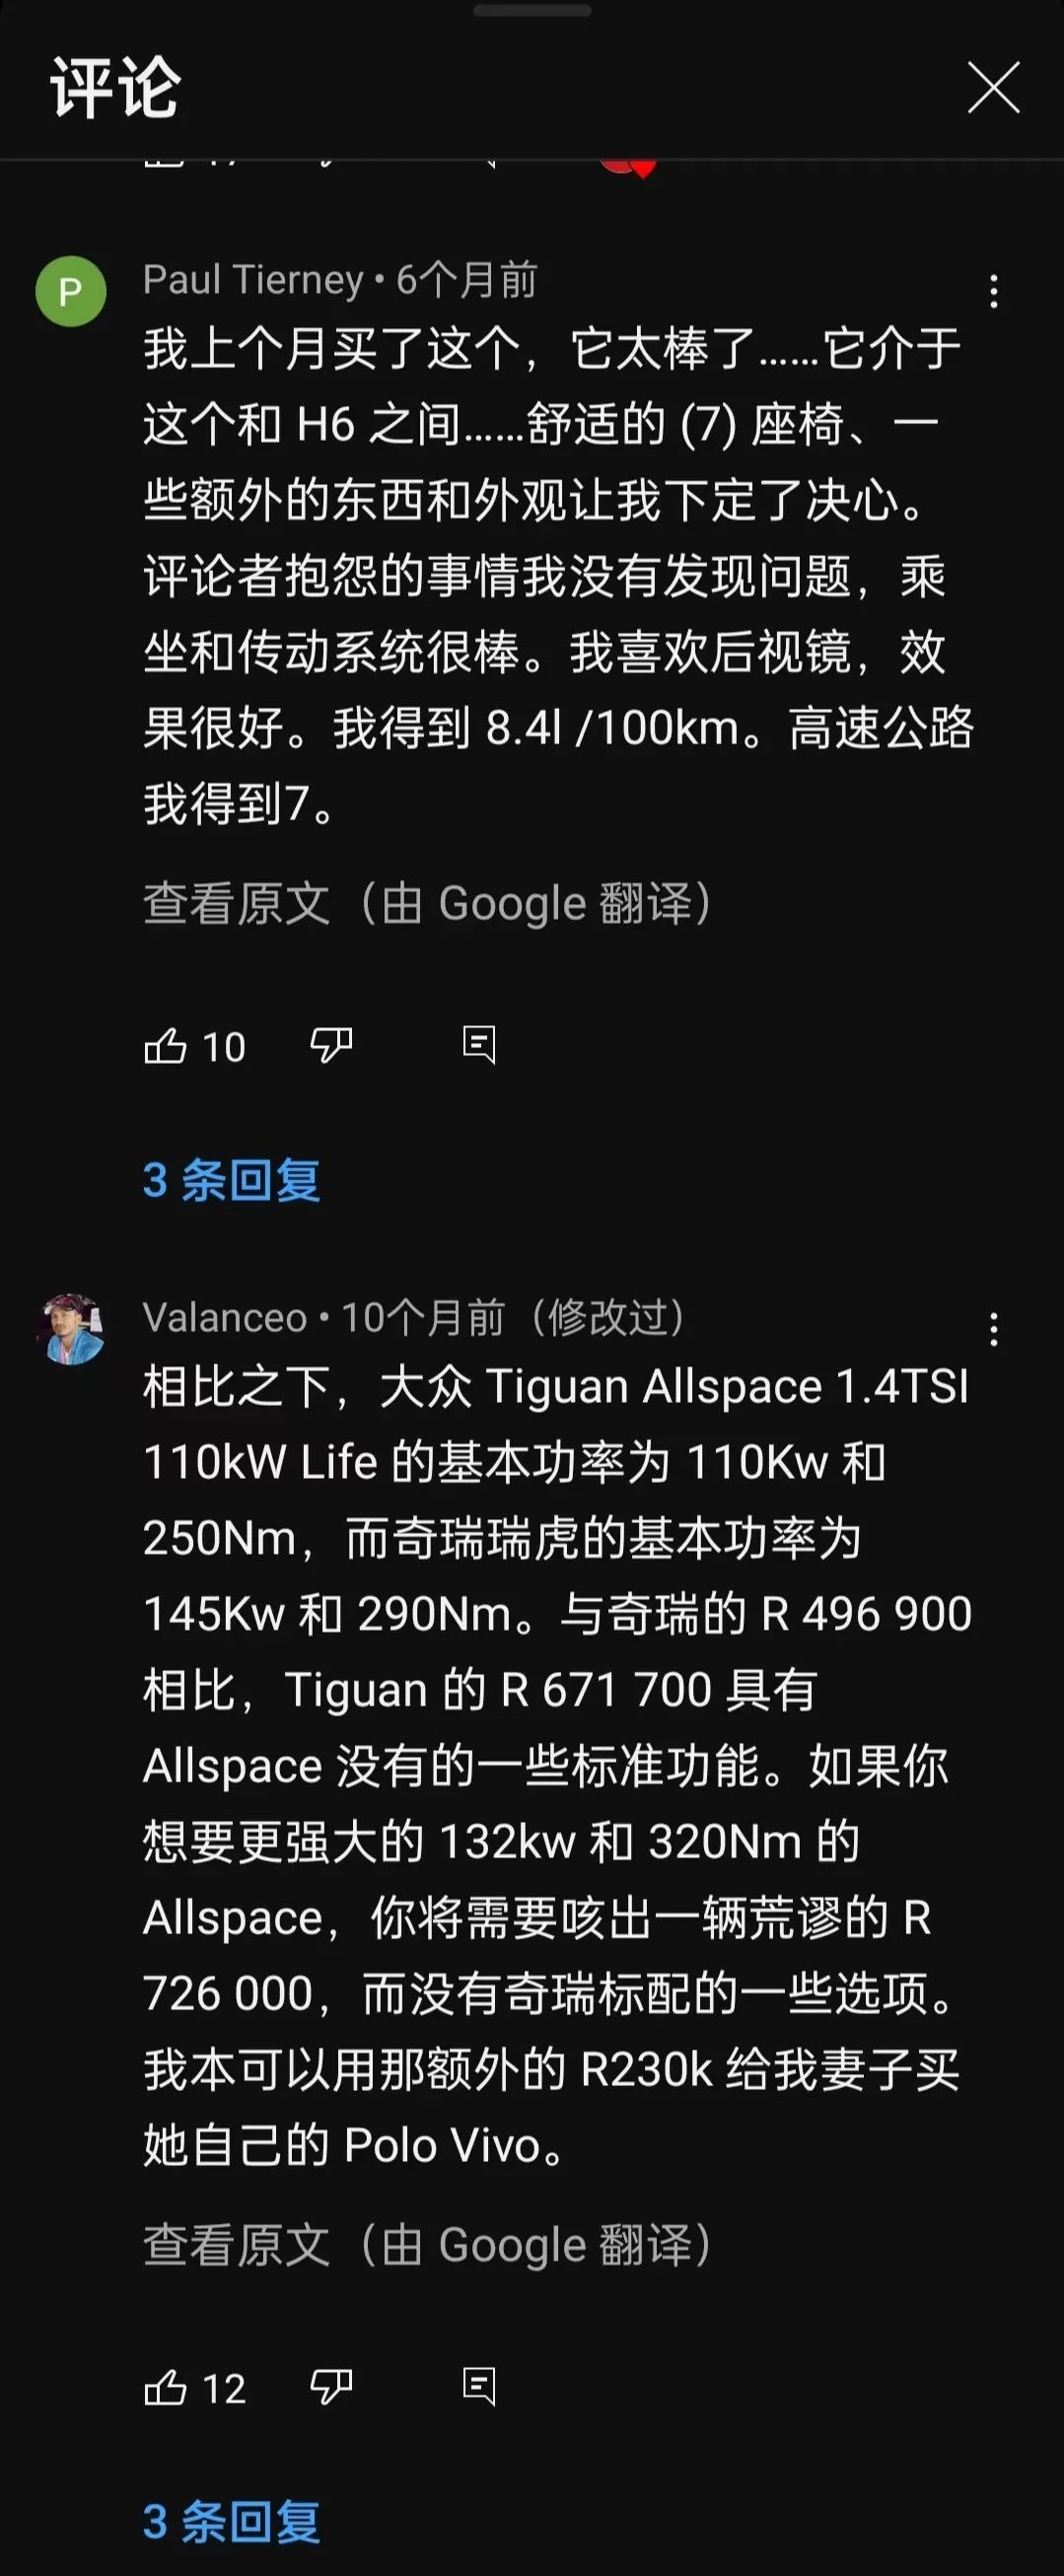 评论
Paul Tierney • 6个月前
我上个月买了这个，它太棒了......它介于
这个和 H6 之间......舒适的 (7) 座椅、一
些额外的东西和外观让我下定了决心。
评论者抱怨的事情我没有发现问题，乘
坐和传动系统很棒。我喜欢后视镜，效
果很好。我得到 8.4l /100km。高速公路
我得到7。
查看原文（由 Google 翻译）
10
3 条回复
Valanceo • 10个月前（修改过）
相比之下，大众 Tiguan Allspace 1.4TSI
110kW Life 的基本功率为 110Kw 和
250Nm，而奇瑞瑞虎的基本功率为
145Kw 和 290Nm。与奇瑞的 R 496 900
相比，Tiguan 的 R 671 700 具有
Allspace 没有的一些标准功能。如果你
想要更强大的 132kw 和 320Nm 的
Allspace，你将需要咳出一辆荒谬的 R
726 000，而没有奇瑞标配的一些选项。
我本可以用那额外的 R230k 给我妻子买
她自己的 Polo Vivo。
查看原文（由 Google 翻译）
12
3 条回复